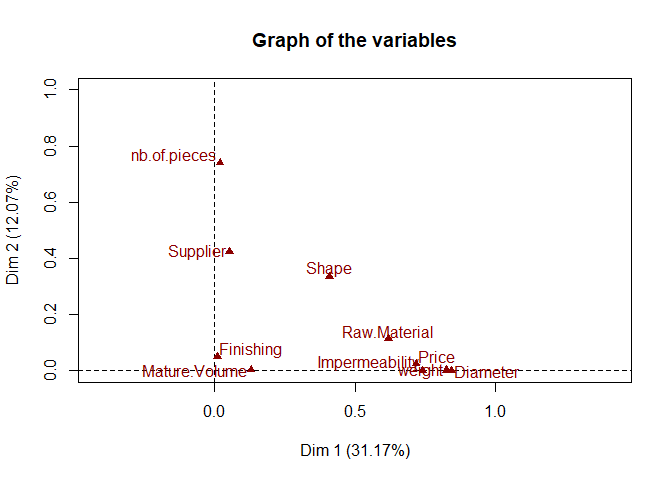 Graph of the variables
Dim 2 (12.07%)
1.0
0.8
0.6
0.4
0.2
0.0
nb.of.pieces
Supplier
Shape
Raw.Material
Finishing
Price
Impermeability
Mature.Volume
weight
Diameter
0.0
0.5
1.0
Dim 1 (31.17%)